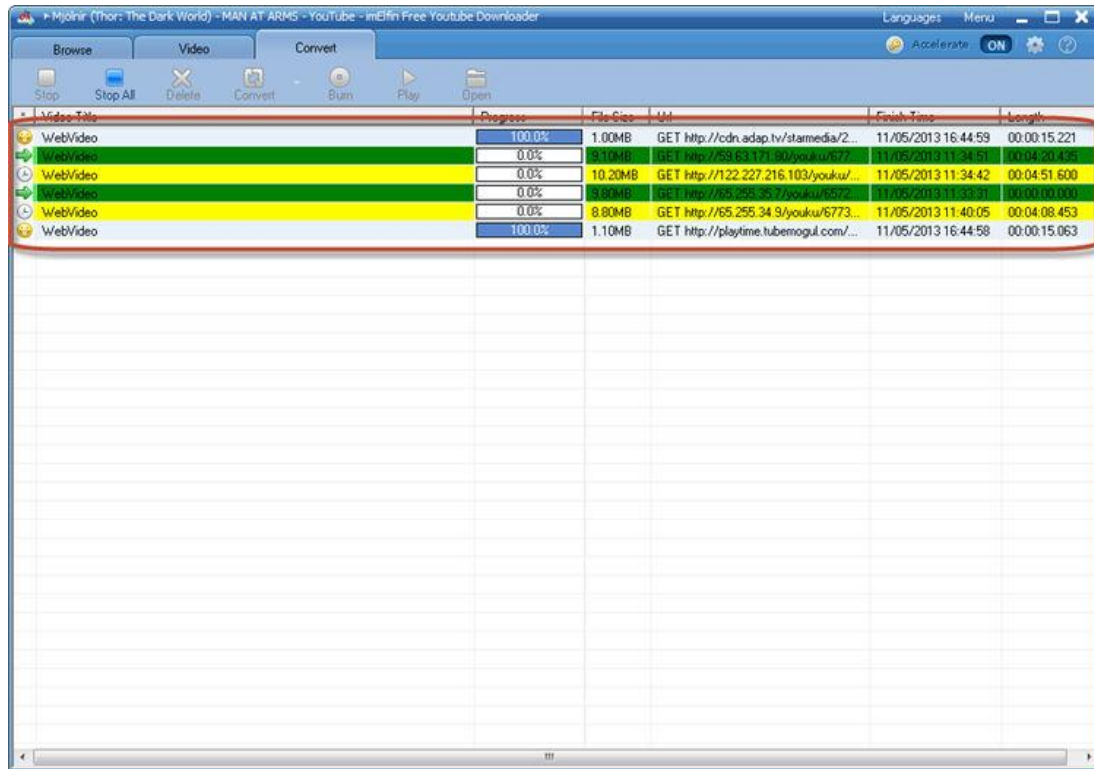 Mjölnir (Thor: The Dark World) - MAN AT ARMS - YouTube - imElfin Free Youtube Downloader Languages Menu
Browse Video Convert Accelerate ON
Stop Stop All Delete Convert Burn Play Open
Video Title Progress File Size Url Finish Time Length
WebVideo 100.0% 1.00MB GET http://cdn.adap.tv/starmedia/2... 11/05/2013 16:44:59 00:00:15.221
WebVideo 0.0% 9.10MB GET http://59.63.171.80/youku/677... 11/05/2013 11:34:51 00:04:20.435
WebVideo 0.0% 10.20MB GET http://122.227.216.103/youku/... 11/05/2013 11:34:42 00:04:51.600
WebVideo 0.0% 9.80MB GET http://65.255.35.7/youku/6572... 11/05/2013 11:33:31 00:00:00.000
WebVideo 0.0% 8.80MB GET http://65.255.34.9/youku/6773... 11/05/2013 11:40:05 00:04:08.453
WebVideo 100.0% 1.10MB GET http://playtime.tubemogul.com/... 11/05/2013 16:44:58 00:00:15.063